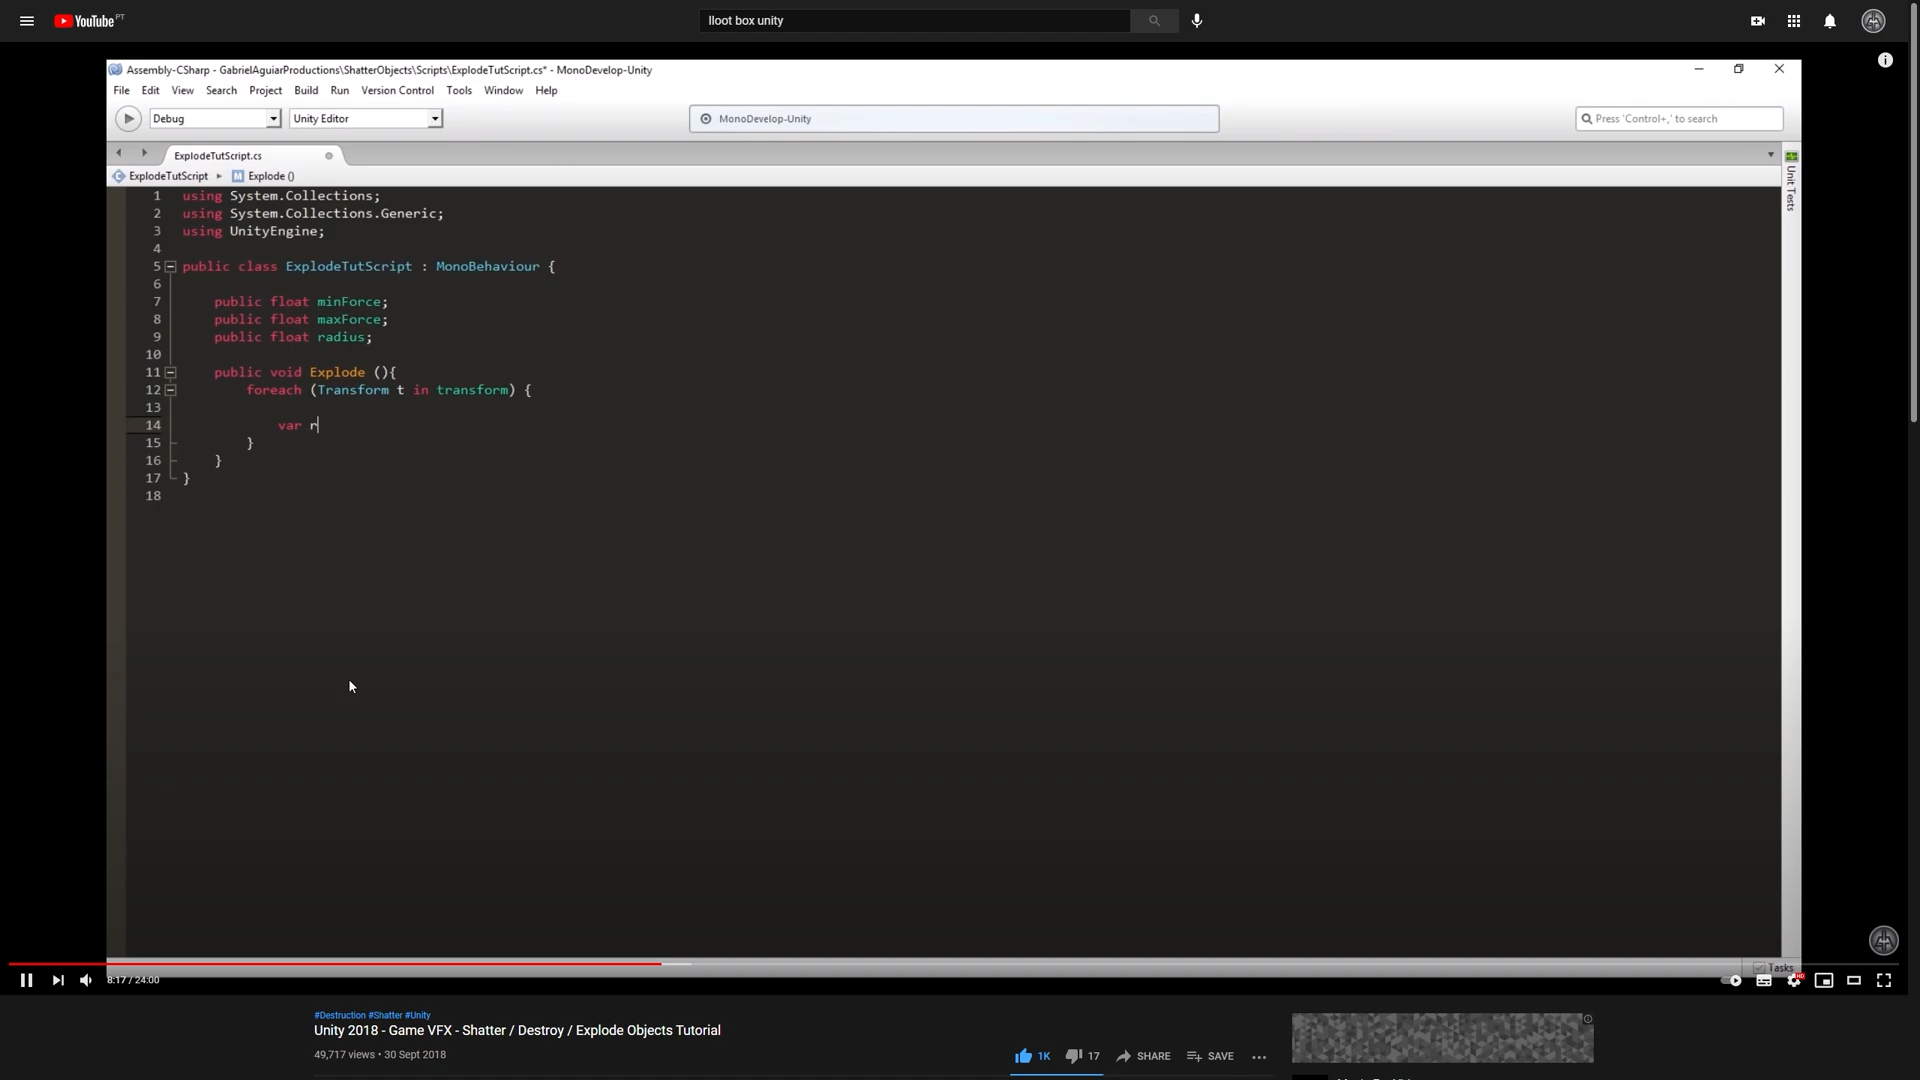 YouTube PT
lloot box unity
Assembly-CSharp - GabrielAguiarProductions\ShatterObjects\Scripts\ExplodeTutScript.cs* - MonoDevelop-Unity
File Edit View Search Project Build Run Version Control Tools Window Help
Debug Unity Editor MonoDevelop-Unity Press 'Control+,' to search
ExplodeTutScript.cs
ExplodeTutScript ▸ M Explode ()
Unit Tests
1 using System.Collections;
2 using System.Collections.Generic;
3 using UnityEngine;
4
5 public class ExplodeTutScript : MonoBehaviour {
6
7 public float minForce;
8 public float maxForce;
9 public float radius;
10
11 public void Explode (){
12 foreach (Transform t in transform) {
13
14 var r
15 }
16 }
17 }
18
Tasks
8:17 / 24:00
HD
#Destruction #Shatter #Unity
Unity 2018 - Game VFX - Shatter / Destroy / Explode Objects Tutorial
49,717 views • 30 Sept 2018
1K 17 SHARE SAVE ...